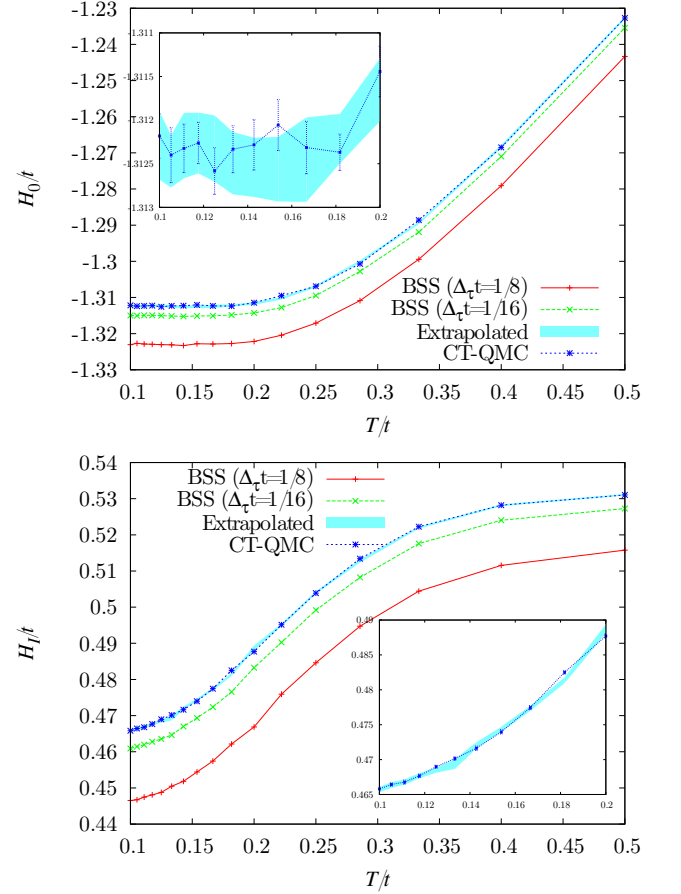 -1.23
-1.24
-1.26
-1.27
-1.28
-1.29
-1.3
-1.31
-1.32
-1.33
H0/t
0.1 0.15 0.2 0.25 0.3 0.35 0.4 0.45 0.5
T/t
-1.311
-1.3115
-1.312
-1.3125
-1.313
0.1 0.12 0.14 0.16 0.18 0.2
BSS (Δτt=1/8)
BSS (Δτt=1/16)
Extrapolated
CT-QMC
0.54
0.53
0.52
0.51
0.5
0.49
0.48
0.47
0.46
0.45
0.44
HI/t
0.1 0.15 0.2 0.25 0.3 0.35 0.4 0.45 0.5
T/t
BSS (Δτt=1/8)
BSS (Δτt=1/16)
Extrapolated
CT-QMC
0.49
0.485
0.48
0.475
0.47
0.465
0.1 0.12 0.14 0.16 0.18 0.2